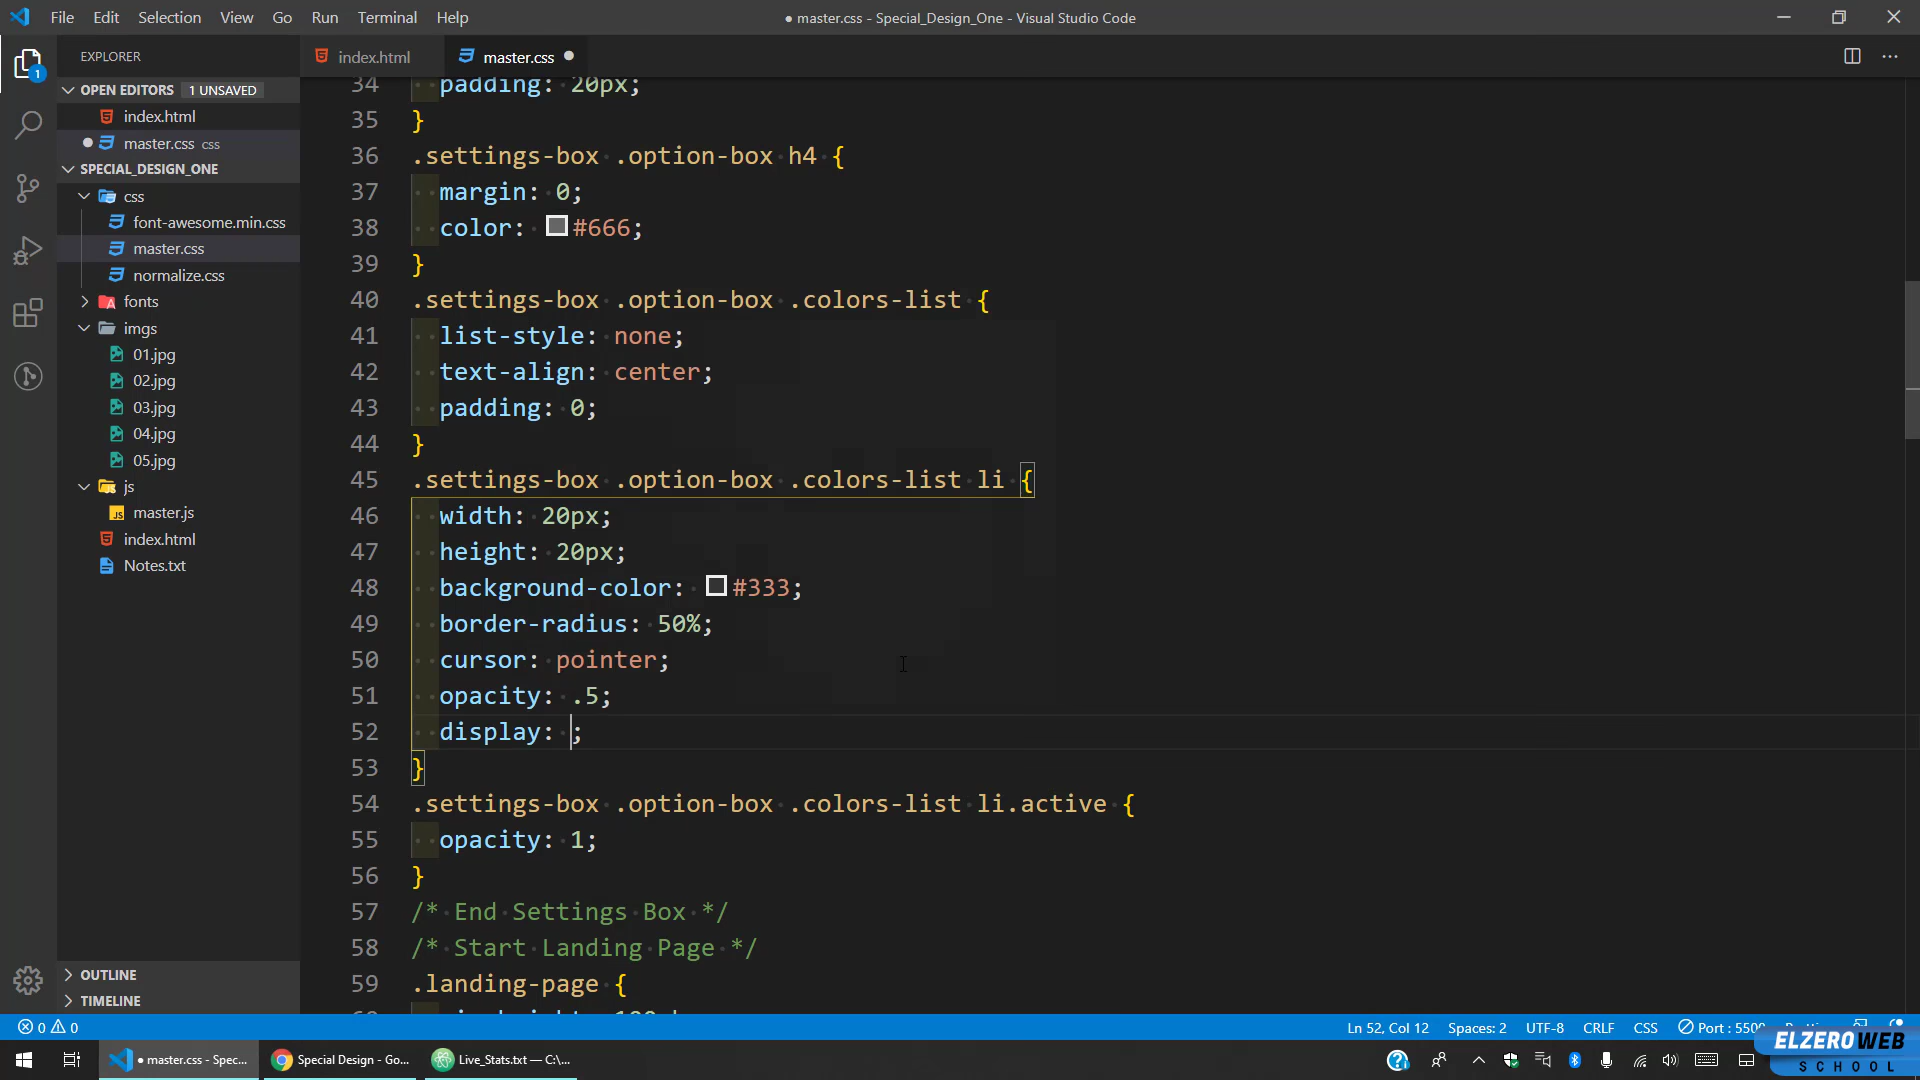 File Edit Selection View Go Run Terminal Help
● master.css - Special_Design_One - Visual Studio Code
EXPLORER
1
OPEN EDITORS 1 UNSAVED
index.html
master.css css
SPECIAL_DESIGN_ONE
css
font-awesome.min.css
master.css
normalize.css
fonts
imgs
01.jpg
02.jpg
03.jpg
04.jpg
05.jpg
js
master.js
index.html
Notes.txt
OUTLINE
TIMELINE
index.html master.css
34 padding: 20px;
35 }
36 .settings-box .option-box h4 {
37 margin: 0;
38 color: #666;
39 }
40 .settings-box .option-box .colors-list {
41 list-style: none;
42 text-align: center;
43 padding: 0;
44 }
45 .settings-box .option-box .colors-list li {
46 width: 20px;
47 height: 20px;
48 background-color: #333;
49 border-radius: 50%;
50 cursor: pointer;
51 opacity: .5;
52 display: ;
53 }
54 .settings-box .option-box .colors-list li.active {
55 opacity: 1;
56 }
57 /* End Settings Box */
58 /* Start Landing Page */
59 .landing-page {
0 0
Ln 52, Col 12 Spaces: 2 UTF-8 CRLF CSS Port : 5500
● master.css - Spec... Special Design - Go... Live_Stats.txt — C:\...
ELZEROWEB
SCHOOL